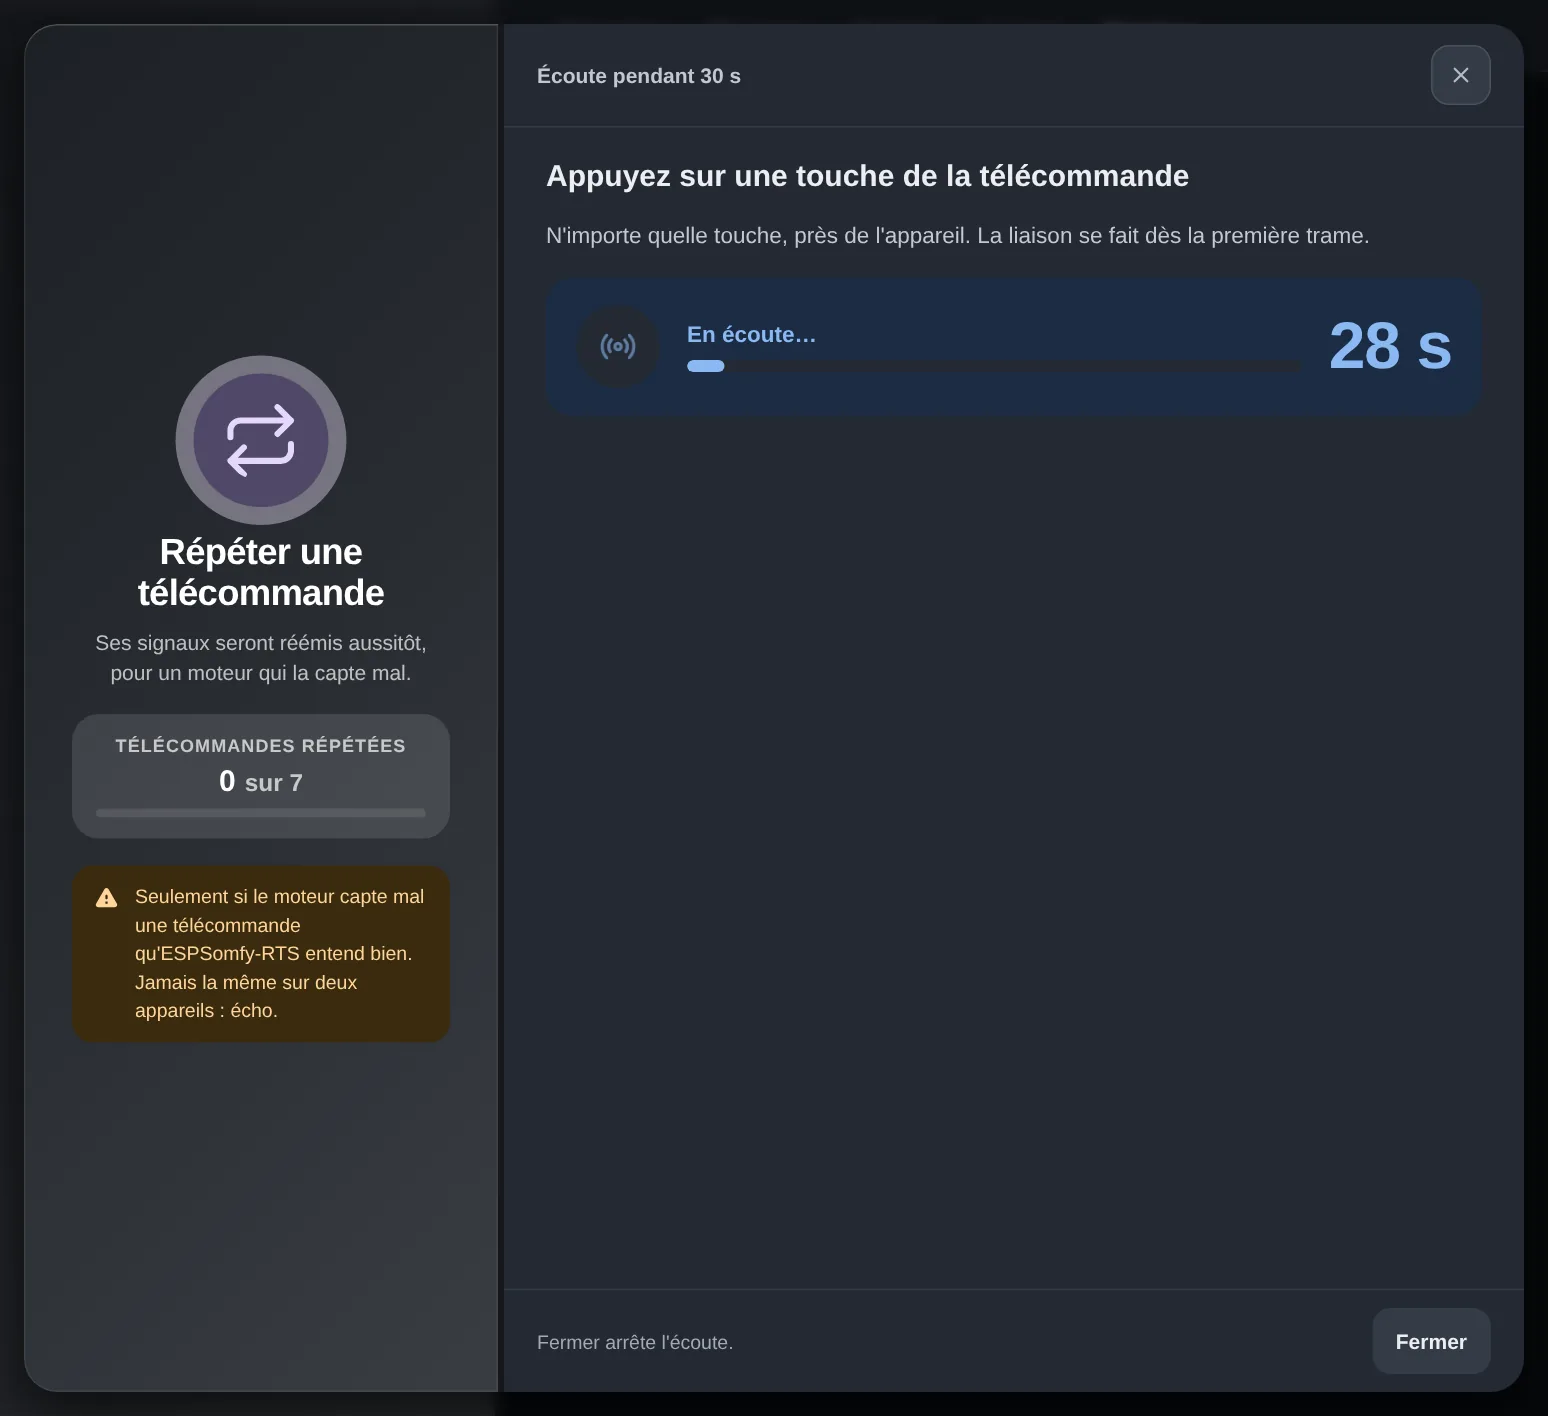 Répéter une
télécommande
Ses signaux seront réémis aussitôt,
pour un moteur qui la capte mal.
TÉLÉCOMMANDES RÉPÉTÉES
0 sur 7
Seulement si le moteur capte mal
une télécommande
qu'ESPSomfy-RTS entend bien.
Jamais la même sur deux
appareils : écho.
Écoute pendant 30 s
Appuyez sur une touche de la télécommande
N'importe quelle touche, près de l'appareil. La liaison se fait dès la première trame.
En écoute…
28 s
Fermer arrête l'écoute.
Fermer